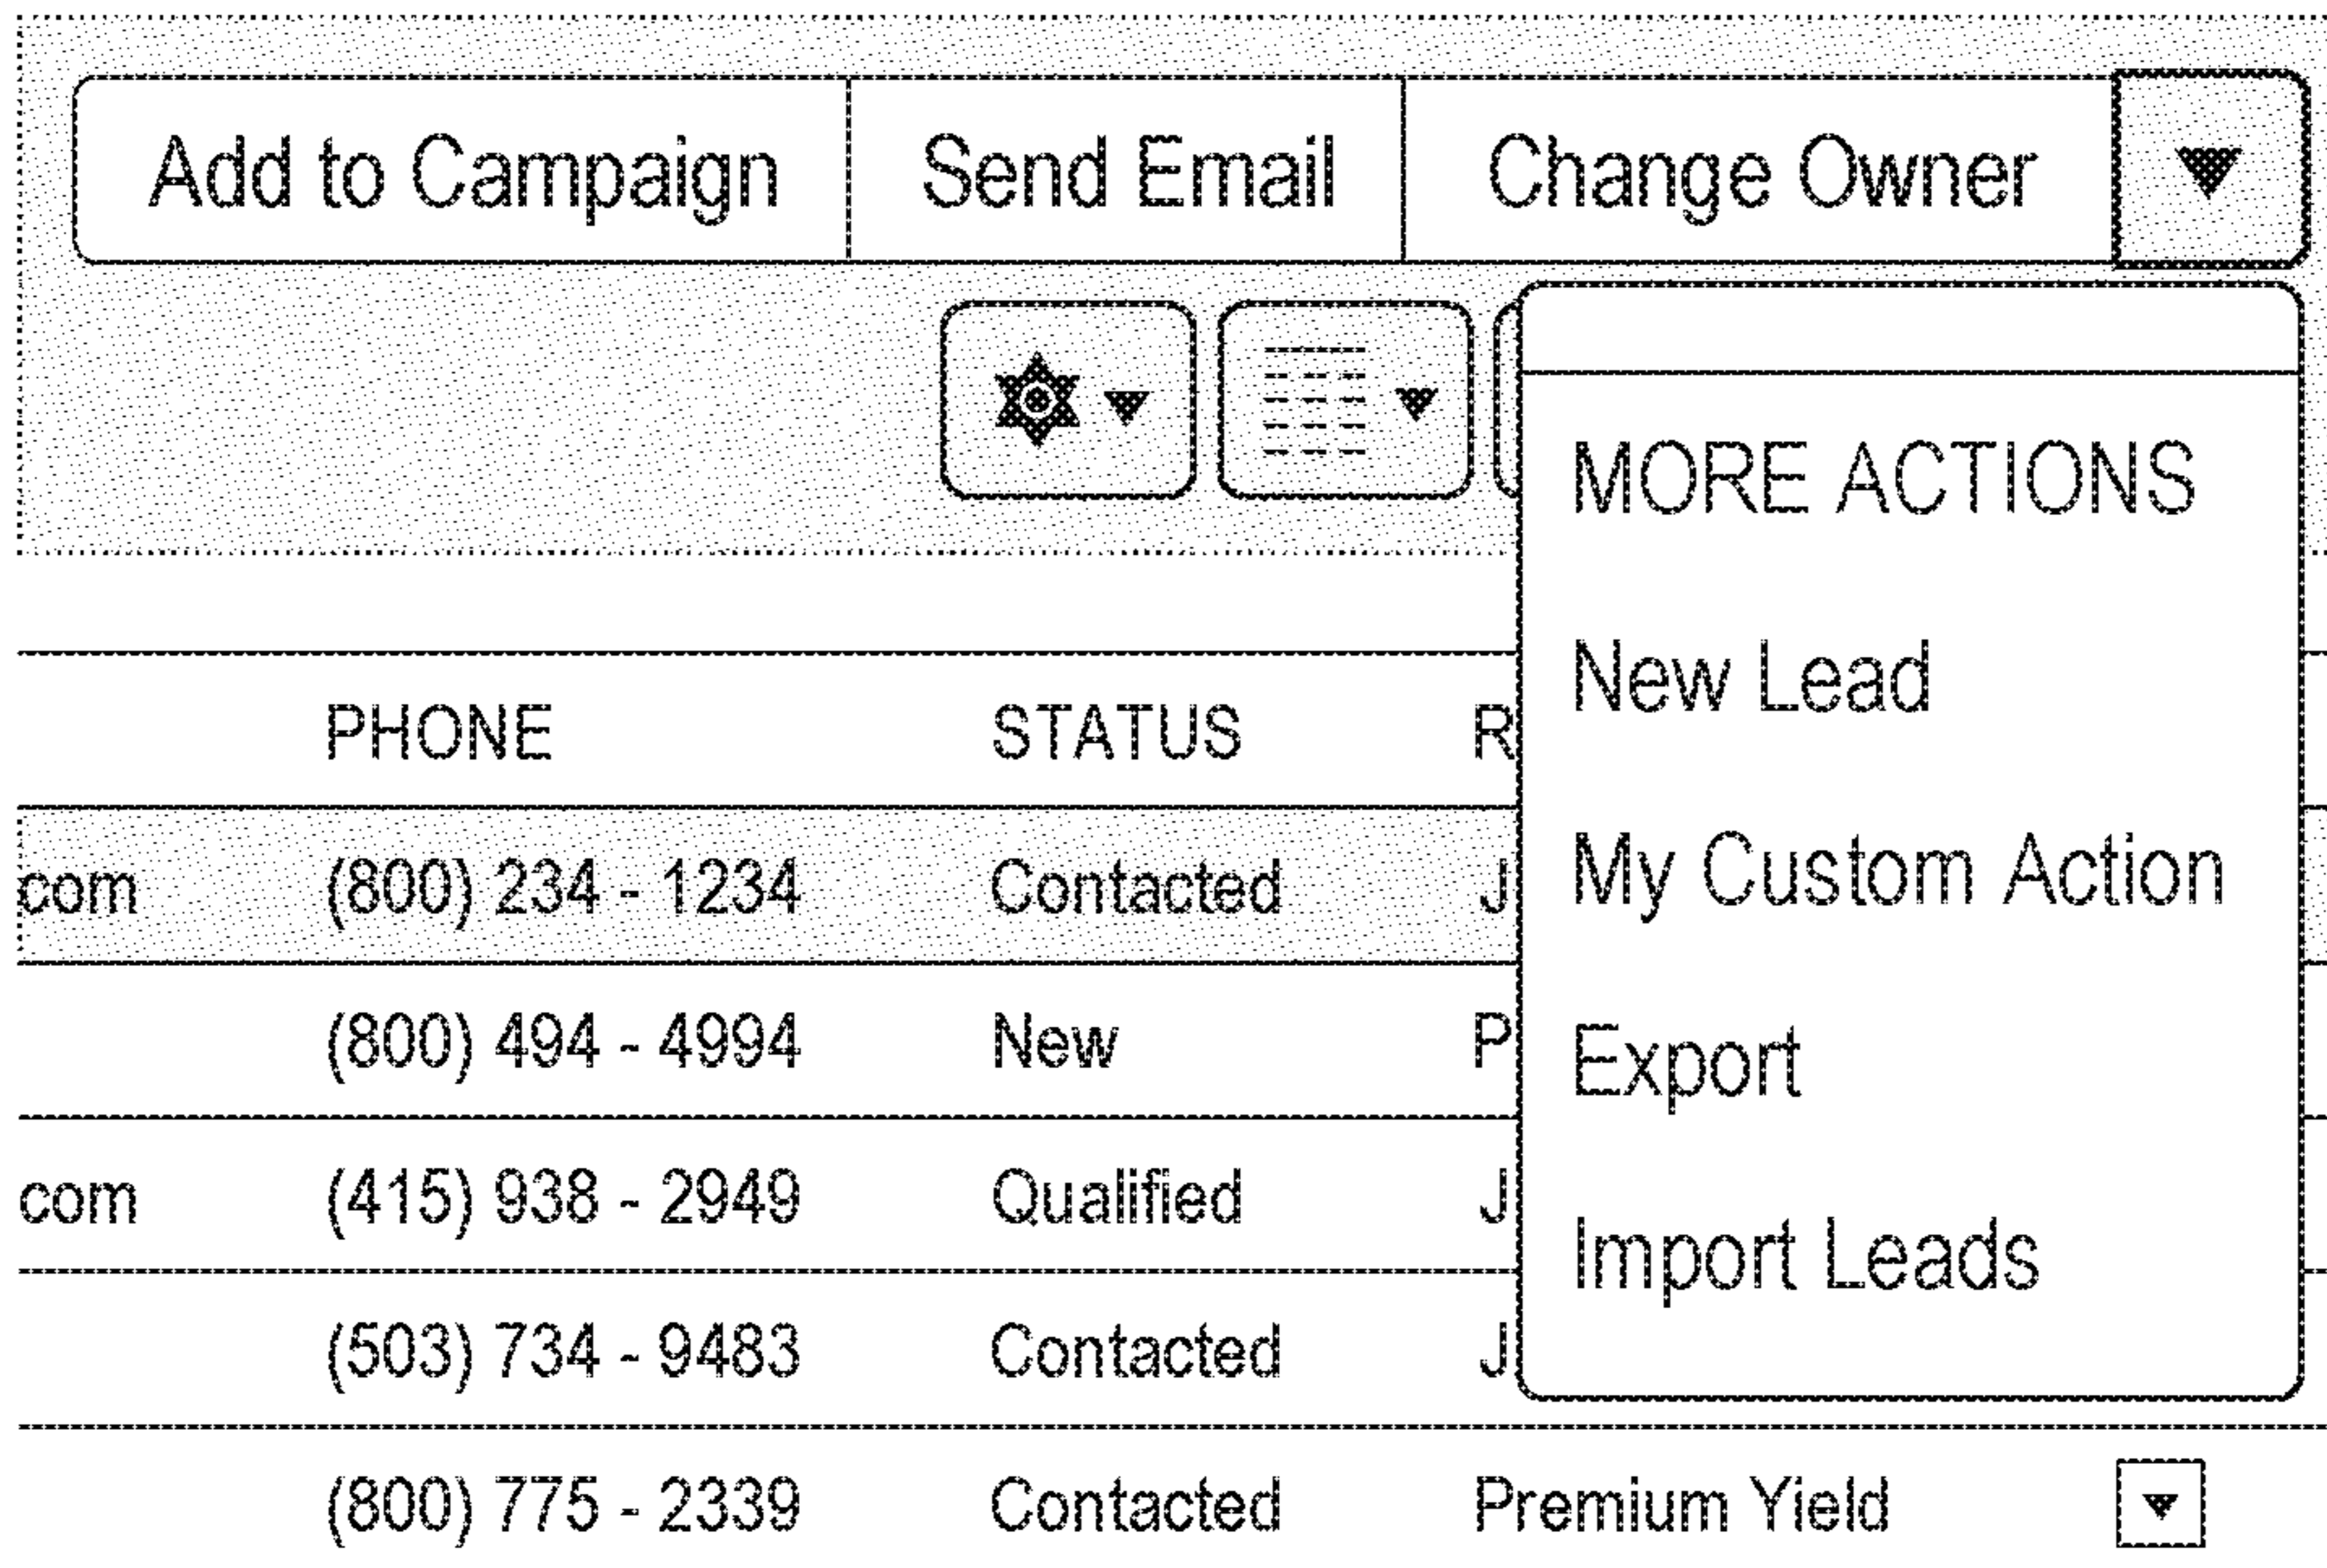 Add to Campaign Send Email Change Owner
MORE ACTIONS
New Lead
My Custom Action
Export
Import Leads
PHONE STATUS R
com (800) 234 - 1234 Contacted J
(800) 494 - 4994 New P
com (415) 938 - 2949 Qualified J
(503) 734 - 9483 Contacted J
(800) 775 - 2339 Contacted Premium Yield